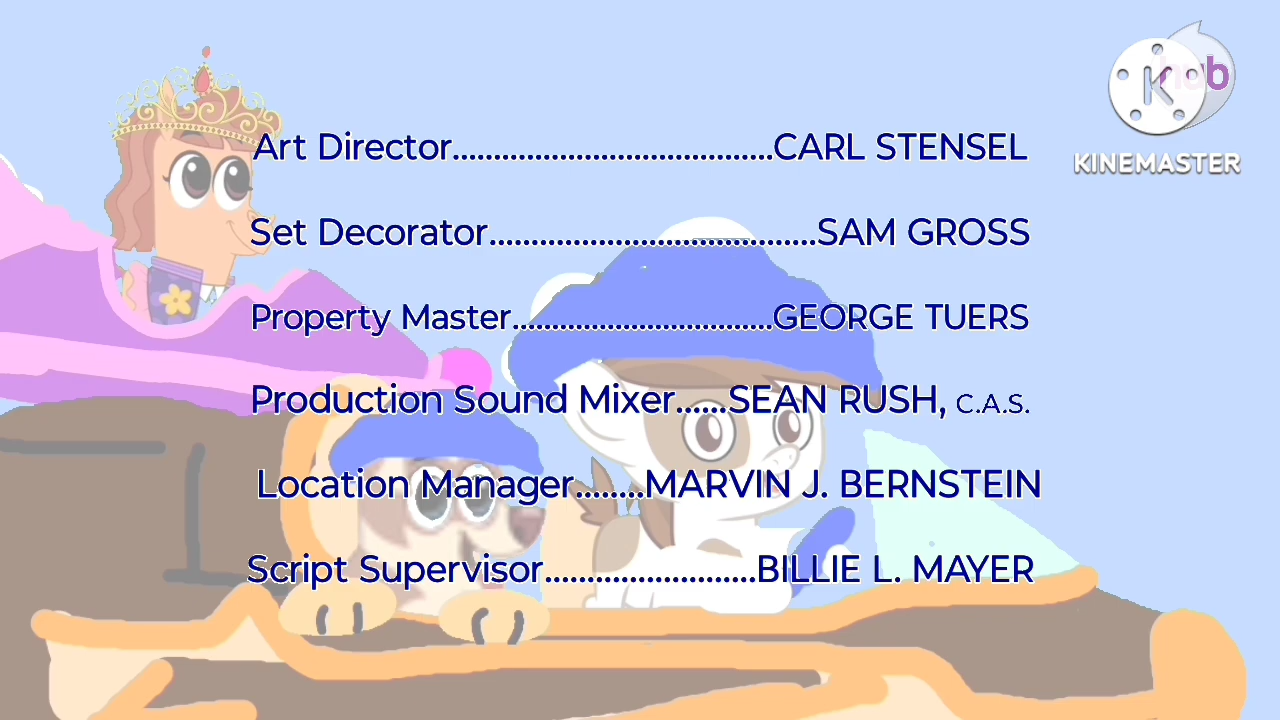 hub
KINEMASTER
Art Director.......................................CARL STENSEL
Set Decorator........................................SAM GROSS
Property Master................................GEORGE TUERS
Production Sound Mixer......SEAN RUSH, C.A.S.
Location Manager........MARVIN J. BERNSTEIN
Script Supervisor..........................BILLIE L. MAYER